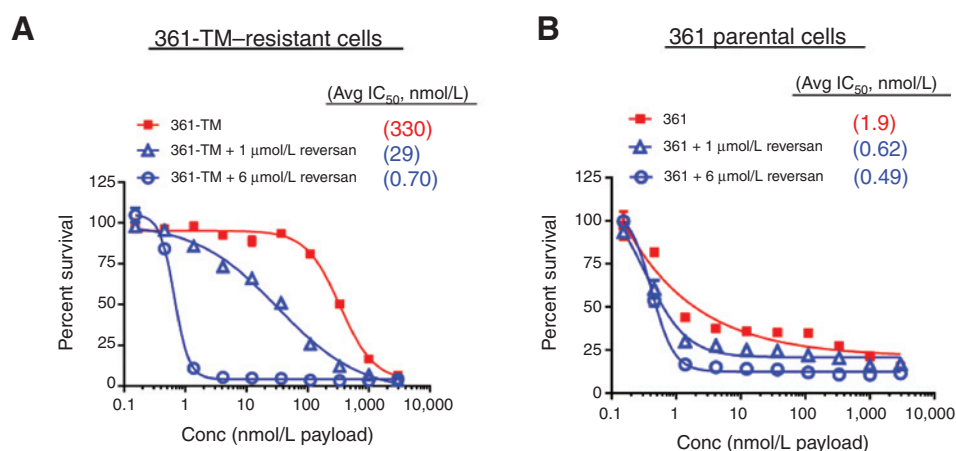 A
361-TM–resistant cells
(Avg IC50, nmol/L)
361-TM
(330)
361-TM + 1 μmol/L reversan
(29)
361-TM + 6 μmol/L reversan
(0.70)
125
100
75
50
25
0
Percent survival
0.1
1
10
100
1,000
10,000
Conc (nmol/L payload)
B
361 parental cells
(Avg IC50, nmol/L)
361
(1.9)
361 + 1 μmol/L reversan
(0.62)
361 + 6 μmol/L reversan
(0.49)
125
100
75
50
25
0
Percent survival
0.1
1
10
100
1,000
10,000
Conc (nmol/L payload)